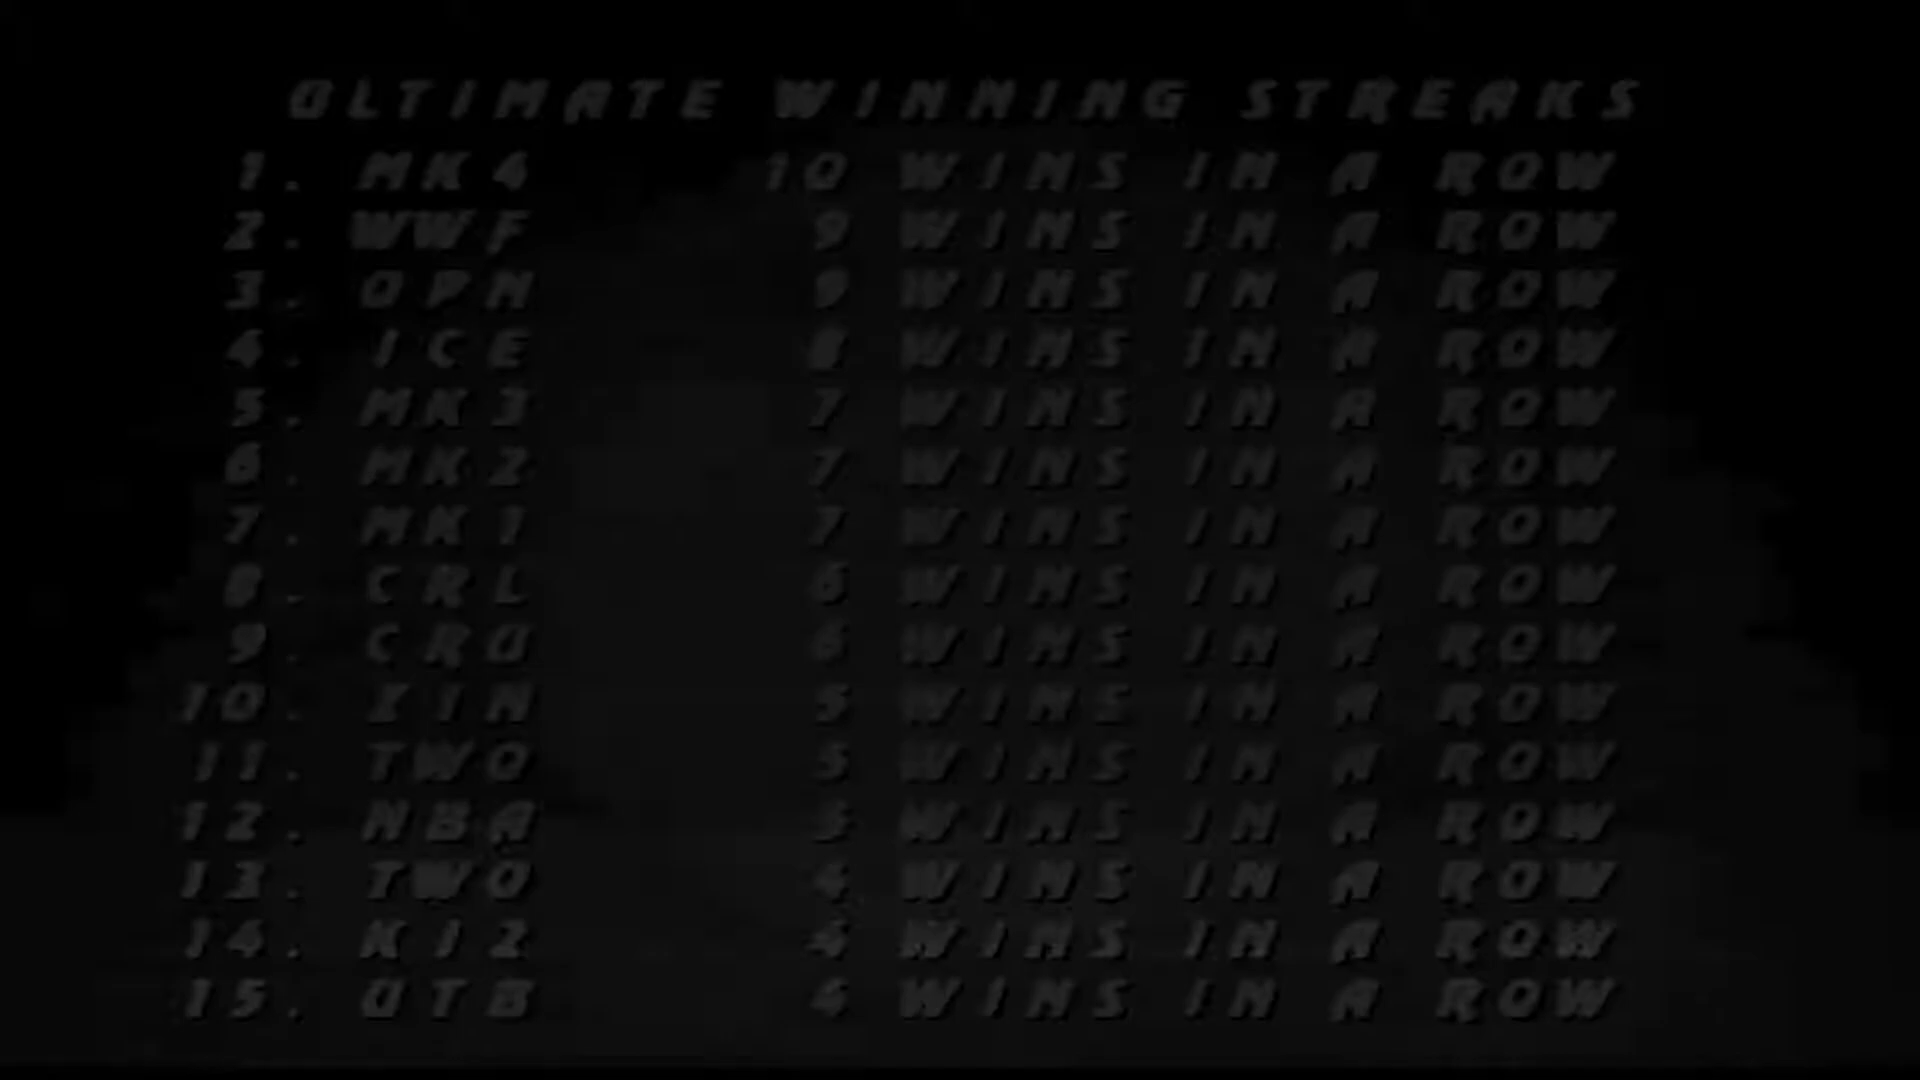 ULTIMATE WINNING STREAKS
1. MK4 10 WINS IN A ROW
2. WWF 9 WINS IN A ROW
3. OPN 9 WINS IN A ROW
4. ICE 8 WINS IN A ROW
5. MK3 7 WINS IN A ROW
6. MK2 7 WINS IN A ROW
7. MK1 7 WINS IN A ROW
8. CRL 6 WINS IN A ROW
9. CRU 6 WINS IN A ROW
10. ZIN 5 WINS IN A ROW
11. TWO 5 WINS IN A ROW
12. NBA 5 WINS IN A ROW
13. TWO 4 WINS IN A ROW
14. KI2 4 WINS IN A ROW
15. UTB 4 WINS IN A ROW